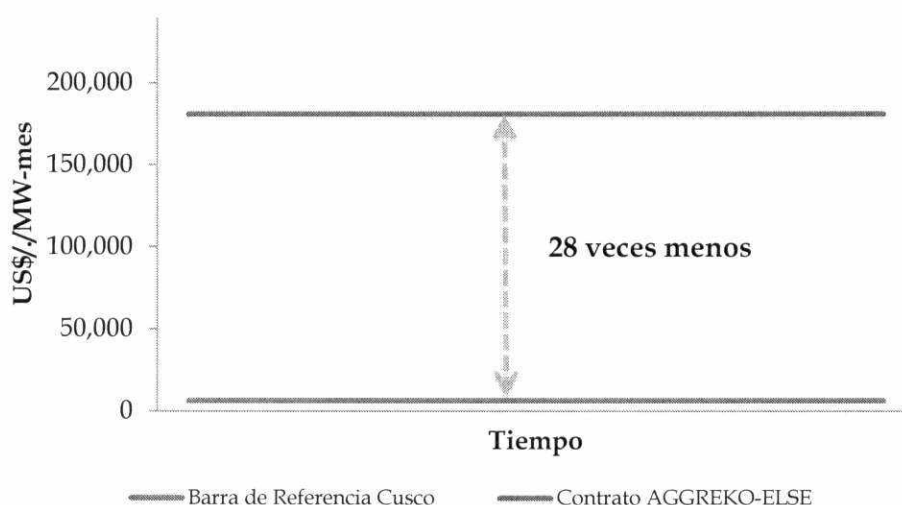 200,000
150,000
100,000
50,000
0
US$/./MW-mes
28 veces menos
Tiempo
Barra de Referencia Cusco
Contrato AGGREKO-ELSE